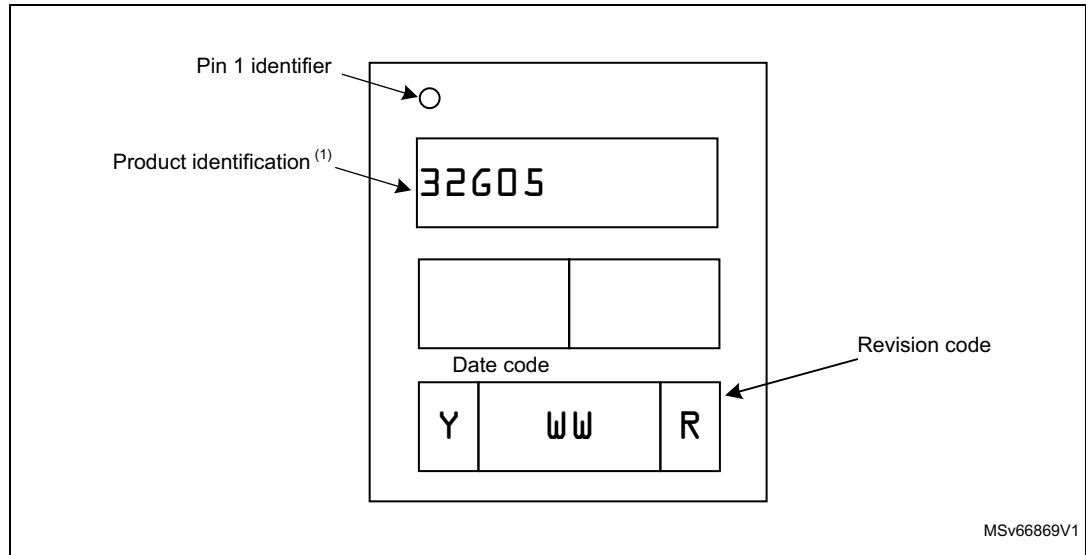 Pin 1 identifier
Product identification (1)
32G05
Revision code
Date code
Y WW R
MSv66869V1